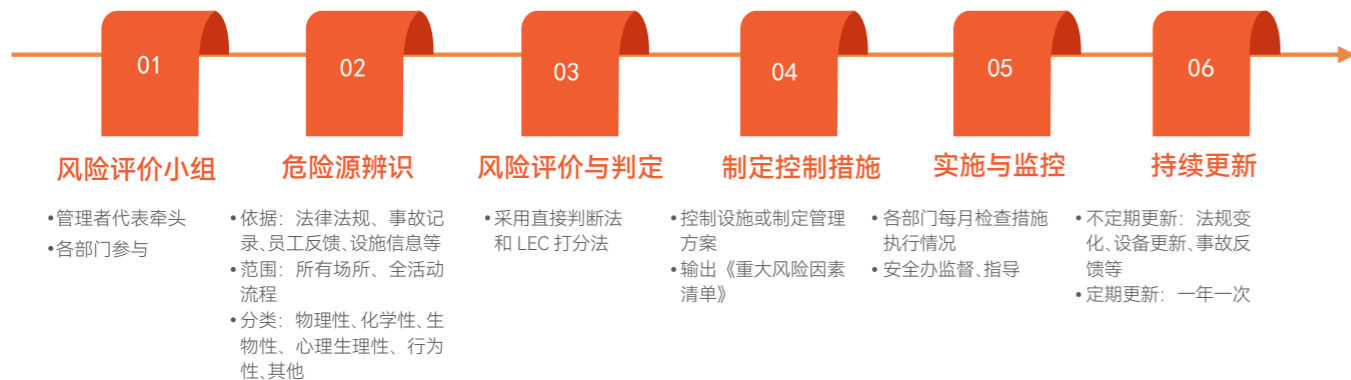 01
风险评价小组
•管理者代表牵头
•各部门参与
02
危险源辨识
•依据：法律法规、事故记
录、员工反馈、设施信息等
•范围：所有场所、全活动
流程
•分类：物理性、化学性、生
物性、心理生理性、行为
性、其他
03
风险评价与判定
•采用直接判断法
和 LEC 打分法
04
制定控制措施
•控制设施或制定管理
方案
•输出《重大风险因素
清单》
05
实施与监控
•各部门每月检查措施
执行情况
•安全办监督、指导
06
持续更新
•不定期更新：法规变
化、设备更新、事故反
馈等
•定期更新：一年一次